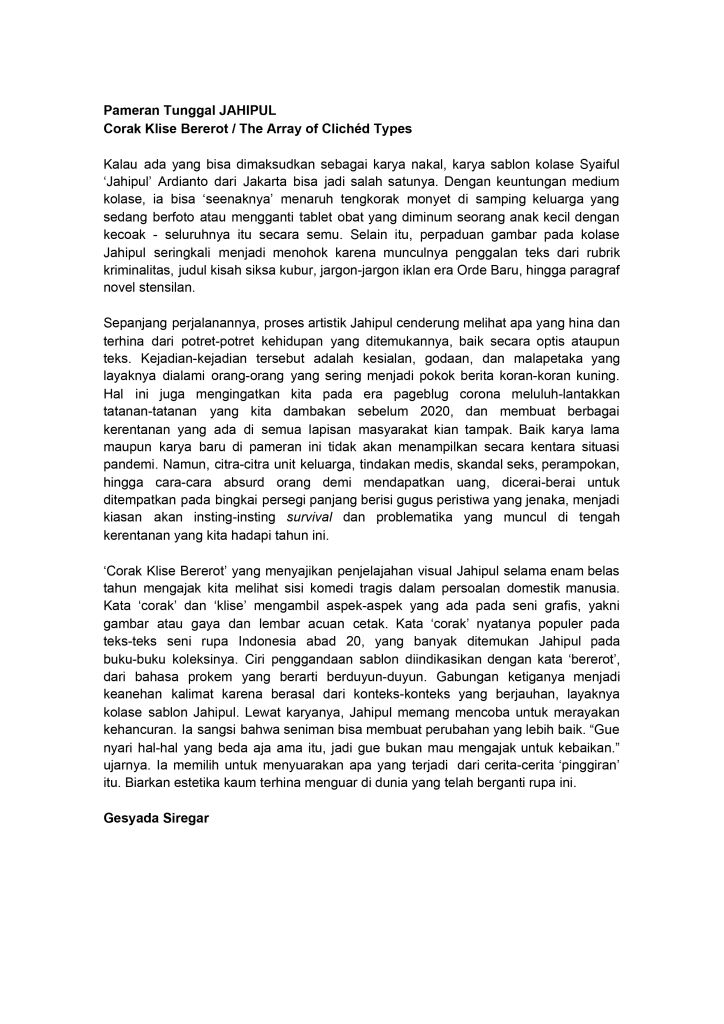 Pameran Tunggal JAHIPUL
Corak Klise Bererot / The Array of Clichéd Types
Kalau ada yang bisa dimaksudkan sebagai karya nakal, karya sablon kolase Syaiful
‘Jahipul’ Ardianto dari Jakarta bisa jadi salah satunya. Dengan keuntungan medium
kolase, ia bisa ‘seenaknya’ menaruh tengkorak monyet di samping keluarga yang
sedang berfoto atau mengganti tablet obat yang diminum seorang anak kecil dengan
kecoak - seluruhnya itu secara semu. Selain itu, perpaduan gambar pada kolase
Jahipul seringkali menjadi menohok karena munculnya penggalan teks dari rubrik
kriminalitas, judul kisah siksa kubur, jargon-jargon iklan era Orde Baru, hingga paragraf
novel stensilan.
Sepanjang perjalanannya, proses artistik Jahipul cenderung melihat apa yang hina dan
terhina dari potret-potret kehidupan yang ditemukannya, baik secara optis ataupun
teks. Kejadian-kejadian tersebut adalah kesialan, godaan, dan malapetaka yang
layaknya dialami orang-orang yang sering menjadi pokok berita koran-koran kuning.
Hal ini juga mengingatkan kita pada era pageblug corona meluluh-lantakkan
tatanan-tatanan yang kita dambakan sebelum 2020, dan membuat berbagai
kerentanan yang ada di semua lapisan masyarakat kian tampak. Baik karya lama
maupun karya baru di pameran ini tidak akan menampilkan secara kentara situasi
pandemi. Namun, citra-citra unit keluarga, tindakan medis, skandal seks, perampokan,
hingga cara-cara absurd orang demi mendapatkan uang, dicerai-berai untuk
ditempatkan pada bingkai persegi panjang berisi gugus peristiwa yang jenaka, menjadi
kiasan akan insting-insting survival dan problematika yang muncul di tengah
kerentanan yang kita hadapi tahun ini.
‘Corak Klise Bererot’ yang menyajikan penjelajahan visual Jahipul selama enam belas
tahun mengajak kita melihat sisi komedi tragis dalam persoalan domestik manusia.
Kata ‘corak’ dan ‘klise’ mengambil aspek-aspek yang ada pada seni grafis, yakni
gambar atau gaya dan lembar acuan cetak. Kata ‘corak’ nyatanya populer pada
teks-teks seni rupa Indonesia abad 20, yang banyak ditemukan Jahipul pada
buku-buku koleksinya. Ciri penggandaan sablon diindikasikan dengan kata ‘bererot’,
dari bahasa prokem yang berarti berduyun-duyun. Gabungan ketiganya menjadi
keanehan kalimat karena berasal dari konteks-konteks yang berjauhan, layaknya
kolase sablon Jahipul. Lewat karyanya, Jahipul memang mencoba untuk merayakan
kehancuran. Ia sangsi bahwa seniman bisa membuat perubahan yang lebih baik. “Gue
nyari hal-hal yang beda aja ama itu, jadi gue bukan mau mengajak untuk kebaikan.”
ujarnya. Ia memilih untuk menyuarakan apa yang terjadi dari cerita-cerita ‘pinggiran’
itu. Biarkan estetika kaum terhina menguar di dunia yang telah berganti rupa ini.
Gesyada Siregar